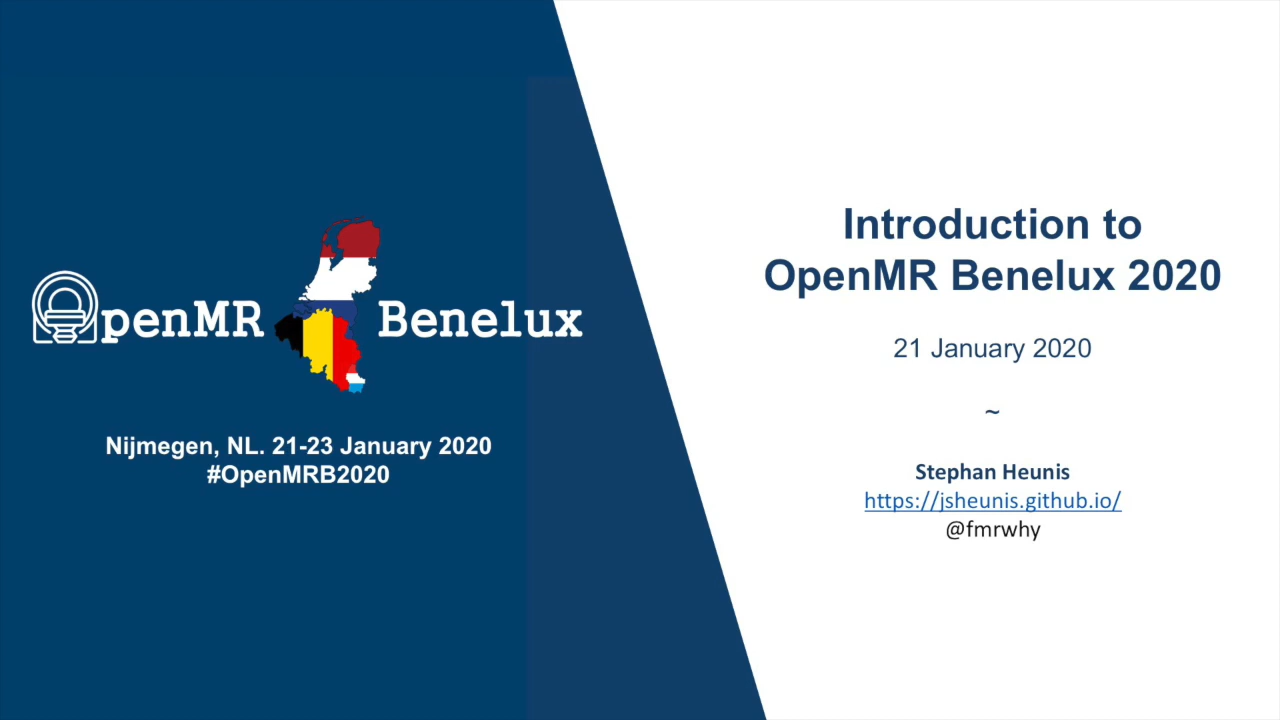 OpenMR Benelux
Nijmegen, NL. 21-23 January 2020
#OpenMRB2020
Introduction to
OpenMR Benelux 2020
21 January 2020
~
Stephan Heunis
https://jsheunis.github.io/
@fmrwhy